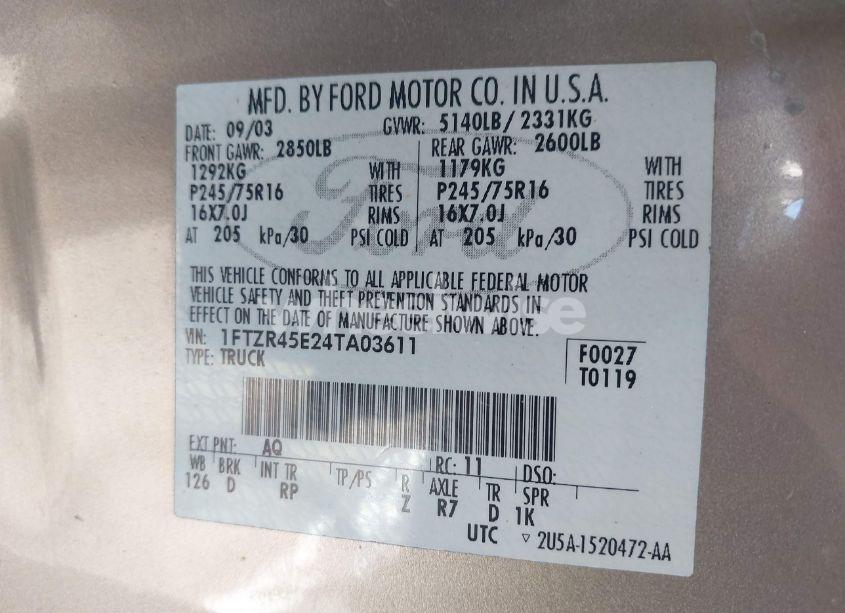 MFD. BY FORD MOTOR CO. IN U.S.A.
DATE: 09/03 GVWR: 5140LB/ 2331KG
FRONT GAWR: 2850LB REAR GAWR: 2600LB
1292KG WITH 1179KG WITH
P245/75R16 TIRES P245/75R16 TIRES
16X7.0J RIMS 16X7.0J RIMS
AT 205 kPa/30 PSI COLD AT 205 kPa/30 PSI COLD
Ford
THIS VEHICLE CONFORMS TO ALL APPLICABLE FEDERAL MOTOR
VEHICLE SAFETY AND THEFT PREVENTION STANDARDS IN
EFFECT ON THE DATE OF MANUFACTURE SHOWN ABOVE.
VIN: 1FTZR45E24TA03611
TYPE: TRUCK
F0027
T0119
EXT PNT: AQ
RC: 11 DSO:
WB BRK INT TR TP/PS R AXLE TR SPR
126 D RP Z R7 D 1K
UTC ▿ 2U5A-1520472-AA